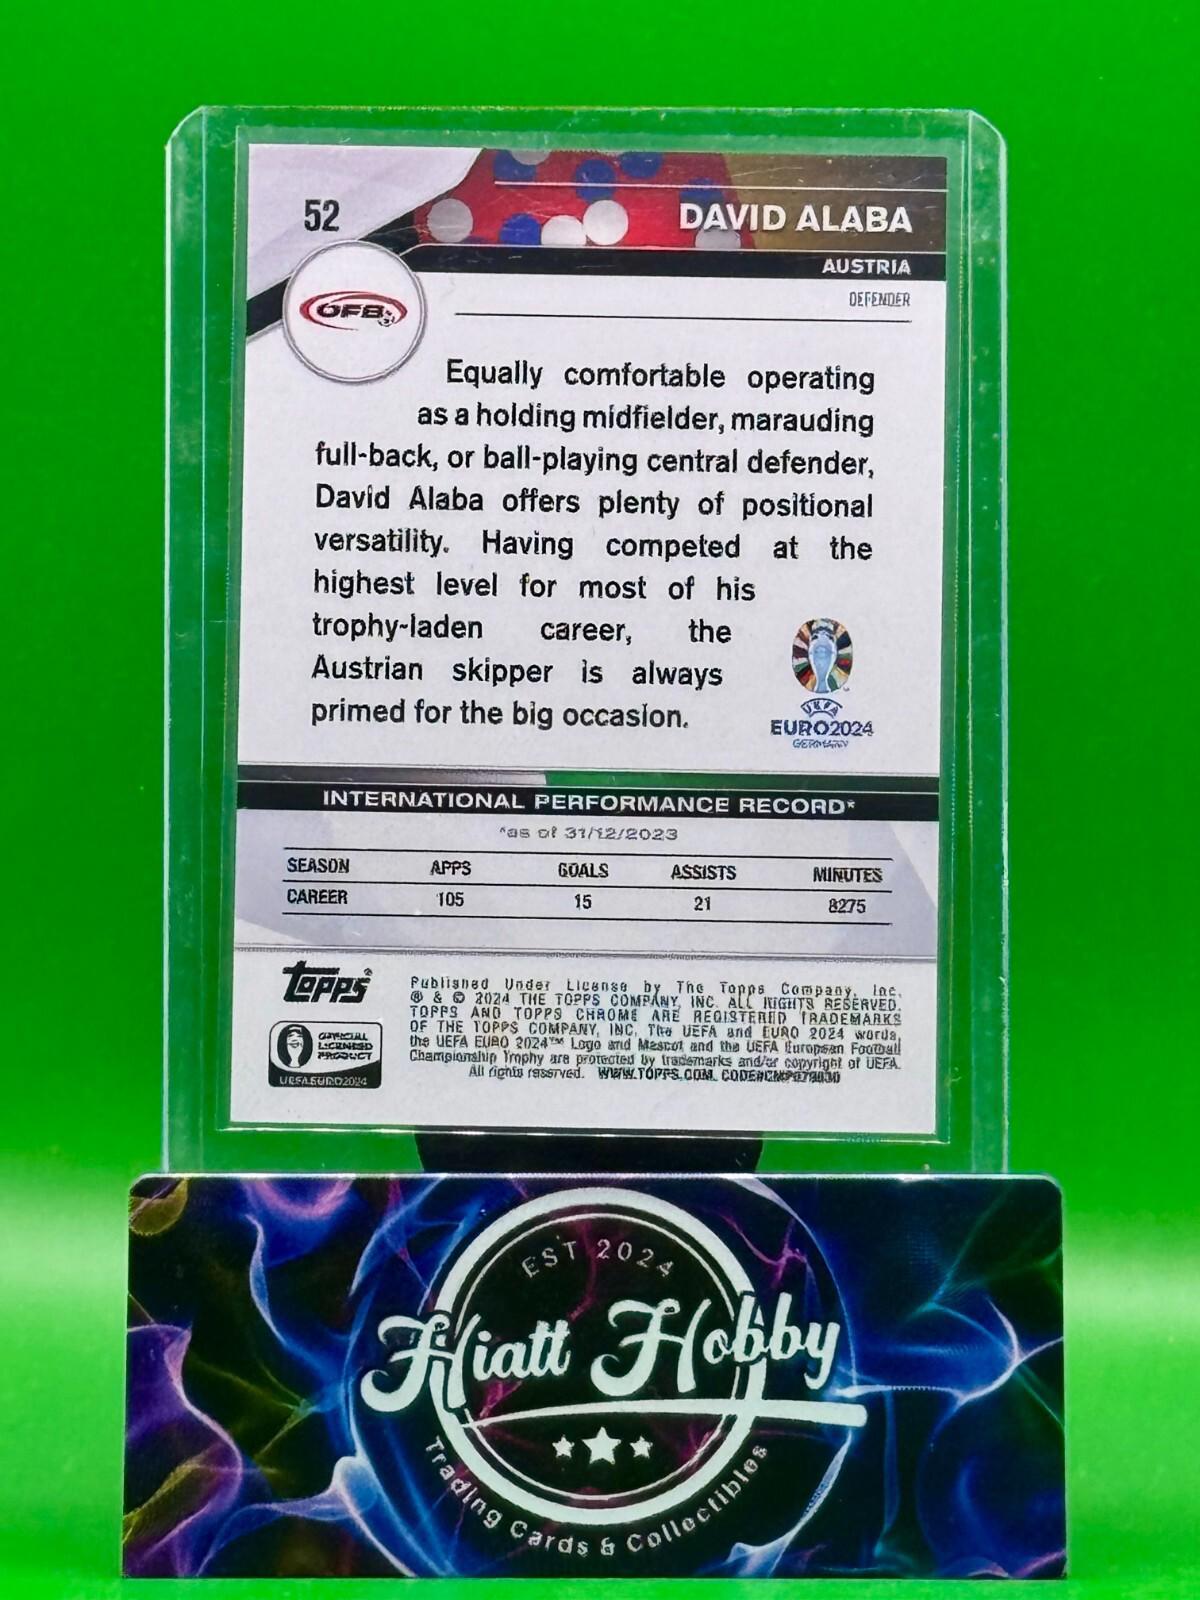 52
DAVID ALABA
AUSTRIA
DEFENDER
OFB
Equally comfortable operating
as a holding midfielder, marauding
full-back, or ball-playing central defender,
David Alaba offers plenty of positional
versatility. Having competed at the
highest level for most of his
trophy-laden career, the
Austrian skipper is always
primed for the big occasion.
UEFA
EURO2024
GERMANY
INTERNATIONAL PERFORMANCE RECORD*
*as of 31/12/2023
SEASON APPS GOALS ASSISTS MINUTES
CAREER 105 15 21 8275
topps®
OFFICIAL
LICENSED
PRODUCT
UEFA EURO2024
Published Under License by The Topps Company, Inc.
® & © 2024 THE TOPPS COMPANY, INC. ALL RIGHTS RESERVED.
TOPPS AND TOPPS CHROME ARE REGISTERED TRADEMARKS
OF THE TOPPS COMPANY, INC. The UEFA and EURO 2024 words,
the UEFA EURO 2024™ Logo and Mascot and the UEFA European Football
Championship Trophy are protected by trademarks and/or copyright of UEFA.
All rights reserved. WWW.TOPPS.COM
EST 2024
Hiatt Hobby
Trading Cards & Collectibles